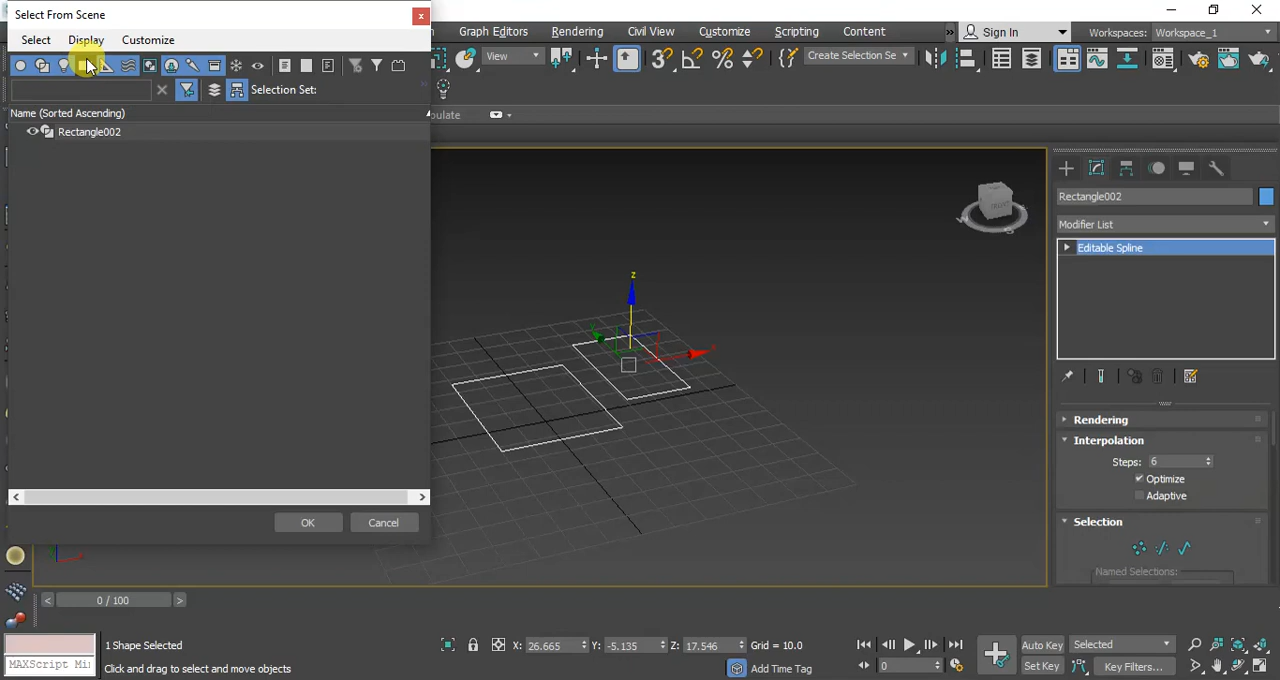 Select From Scene
Select Display Customize
Graph Editors Rendering Civil View Customize Scripting Content » Sign In Workspaces: Workspace_1
View Create Selection Se
Selection Set:
Name (Sorted Ascending)
Rectangle002
OK Cancel
pulate
Rectangle002
Modifier List
Editable Spline
Rendering
Interpolation
Steps: 6
Optimize
Adaptive
Selection
Named Selections:
0 / 100
1 Shape Selected
X: 26.665 Y: -5.135 Z: 17.546 Grid = 10.0
Auto Key Selected
MAXScript Mi
Click and drag to select and move objects
Add Time Tag
0
Set Key Key Filters...